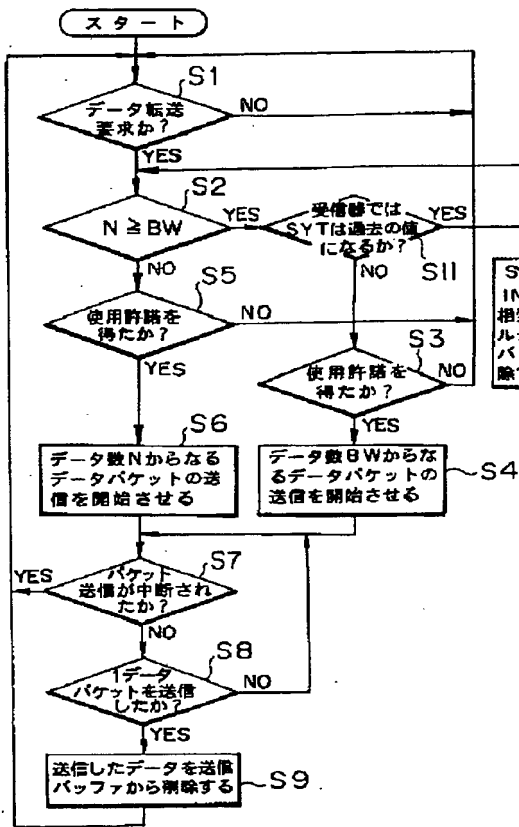 スタート
S1
データ転送
要求か?
NO
YES
S2
N≧BW
YES
NO
受信器では
SYTは過去の値
になるか?
YES
S11
NO
S5
使用許諾を
得たか?
NO
YES
S3
使用許諾を
得たか?
NO
YES
S6
データ数Nからなる
データパケットの送
信を開始させる
データ数BWからな
るデータパケットの
送信を開始させる
S4
S7
パケット
送信が中断され
たか?
YES
NO
S8
1データ
パケットを送信
したか?
NO
YES
送信したデータを送信
バッファから削除する
S9
S
IN
ル
バ
除